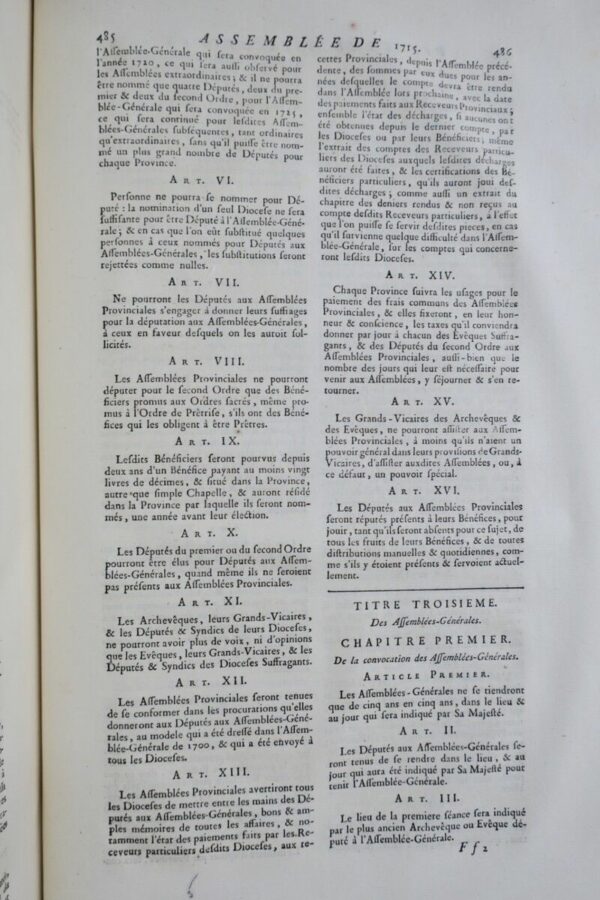 485
ASSEMBLÉE DE 1715.
486
l'Assemblée-Générale qui sera convoquée en
l'année 1720, ce qui sera aussi observé pour
les Assemblées extraordinaires; & il ne pourra
être nommé que quatre Députés, deux du pre-
mier & deux du second Ordre, pour l'Assem-
blée-Générale qui sera convoquée en 1725,
ce qui sera continué pour lesdites Assem-
blées-Générales subséquentes, tant ordinaires
qu'extraordinaires, sans qu'il puisse être nom-
mé un plus grand nombre de Députés pour
chaque Province.
ART. VI.
Personne ne pourra se nommer pour Dé-
puté: la nomination d'un seul Diocese ne sera
suffisante pour être Député à l'Assemblée-Géné-
rale; & en cas que l'on eût substitué quelques
personnes à ceux nommés pour Députés aux
Assemblées-Générales, les substitutions seront
rejettées comme nulles.
ART. VII.
Ne pourront les Députés aux Assemblées
Provinciales s'engager à donner leurs suffrages
pour la députation aux Assemblées-Générales,
à ceux en faveur desquels on les auroit sol-
licités.
ART. VIII.
Les Assemblées Provinciales ne pourront
députer pour le second Ordre que des Béné-
ficiers promus aux Ordres sacrés, même pro-
mus à l'Ordre de Prêtrise, s'ils ont des Béné-
fices qui les obligent à être Prêtres.
ART. IX.
Lesdits Bénéficiers seront pourvus depuis
deux ans d'un Bénéfice payant au moins vingt
livres de décimes, & situé dans la Province,
autre que simple Chapelle, & auront résidé
dans la Province par laquelle ils seront nom-
més, une année avant leur élection.
ART. X.
Les Députés du premier ou du second Ordre
pourront être élus pour Députés aux Assem-
blées-Générales, quand même ils ne seroient
pas présents aux Assemblées Provinciales.
ART. XI.
Les Archevêques, leurs Grands-Vicaires,
& les Députés & Syndics de leurs Dioceses,
ne pourront avoir plus de voix, ni d'opinions
que les Evêques, leurs Grands-Vicaires, & les
Députés & Syndics des Dioceses Suffragants.
ART. XII.
Les Assemblées Provinciales seront tenues
de se conformer dans les procurations qu'elles
donneront aux Députés aux Assemblées-Géné-
rales, au modele qui a été dressé dans l'Assem-
blée-Générale de 1700, & qui a été envoyé à
tous les Dioceses.
ART. XIII.
Les Assemblées Provinciales avertiront tous
les Dioceses de mettre entre les mains des Dé-
putés aux Assemblées-Générales, bons & am-
ples mémoires de toutes les affaires, & no-
tamment l'état des paiements faits par les Re-
ceveurs particuliers desdits Dioceses, aux re-
cettes Provinciales, depuis l'Assemblée précé-
dente, des sommes par eux dues pour les an-
nées desquelles le compte devra être rendu
dans l'Assemblée lors prochaine, avec la date
des paiements faits aux Receveurs Provinciaux;
ensemble l'état des décharges, si aucunes ont
été obtenues depuis le dernier compte, par
les Dioceses ou par leurs Bénéficiers; même
l'extrait des comptes des Receveurs particu-
liers des Dioceses auxquels lesdites décharges
auront été faites, & les certifications des Bé-
néficiers particuliers, qu'ils auront joui des-
dites décharges; comme aussi un extrait du
chapitre des deniers rendus & non reçus au
compte desdits Receveurs particuliers, à l'effet
que l'on puisse se servir desdites pieces, en cas
qu'il survienne quelque difficulté dans l'Assem-
blée-Générale, sur les comptes qui concerne-
ront lesdits Dioceses.
ART. XIV.
Chaque Province suivra les usages pour le
paiement des frais communs des Assemblées
Provinciales, & elles fixeront, en leur hon-
neur & conscience, les taxes qu'il conviendra
donner par jour à chacun des Evêques Suffra-
gants, & des Députés du second Ordre aux
Assemblées Provinciales, aussi-bien que le
nombre des jours qui leur est nécessaire pour
venir aux Assemblées, y séjourner & s'en re-
tourner.
ART. XV.
Les Grands-Vicaires des Archevêques &
des Evêques, ne pourront assister aux Assem-
blées Provinciales, à moins qu'ils n'aient un
pouvoir général dans leurs provisions de Grands-
Vicaires, d'assister auxdites Assemblées, ou, à
ce défaut, un pouvoir spécial.
ART. XVI.
Les Députés aux Assemblées Provinciales
seront réputés présents à leurs Bénéfices, pour
jouir, tant qu'ils seront absents pour ce sujet, de
tous les fruits de leurs Bénéfices, & de toutes
distributions manuelles & quotidiennes, com-
me s'ils y étoient présents & servoient actuel-
lement.
TITRE TROISIEME.
Des Assemblées-Générales.
CHAPITRE PREMIER.
De la convocation des Assemblées-Générales.
ARTICLE PREMIER.
Les Assemblées-Générales ne se tiendront
que de cinq ans en cinq ans, dans le lieu &
au jour qui sera indiqué par Sa Majesté.
ART. II.
Les Députés aux Assemblées-Générales se-
ront tenus de se rendre dans le lieu, & au
jour qui aura été indiqué par Sa Majesté pour
tenir l'Assemblée-Générale.
ART. III.
Le lieu de la premiere séance sera indiqué
par le plus ancien Archevêque ou Evêque dé-
puté à l'Assemblée-Générale.
Ff2